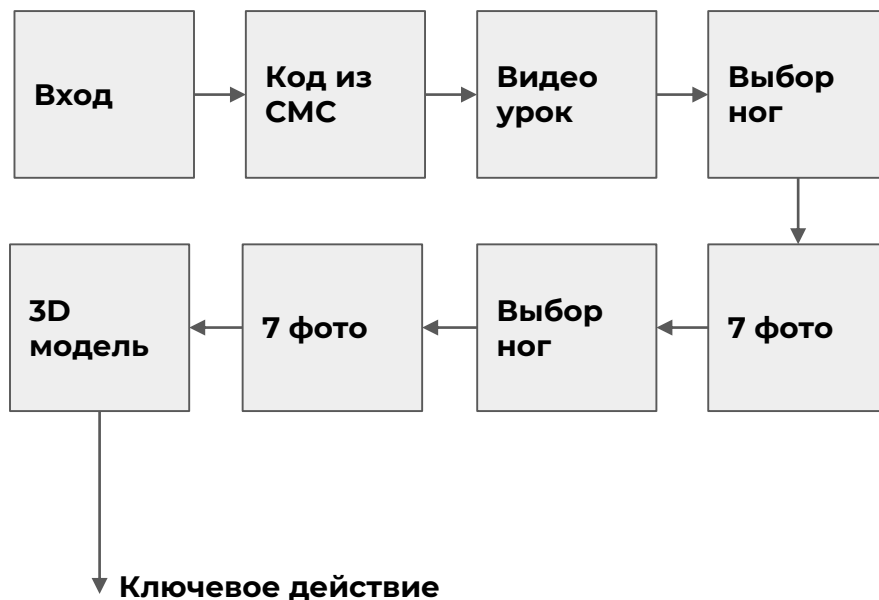 Вход
Код из
СМС
Видео
урок
Выбор
ног
7 фото
Выбор
ног
7 фото
3D
модель
Ключевое действие